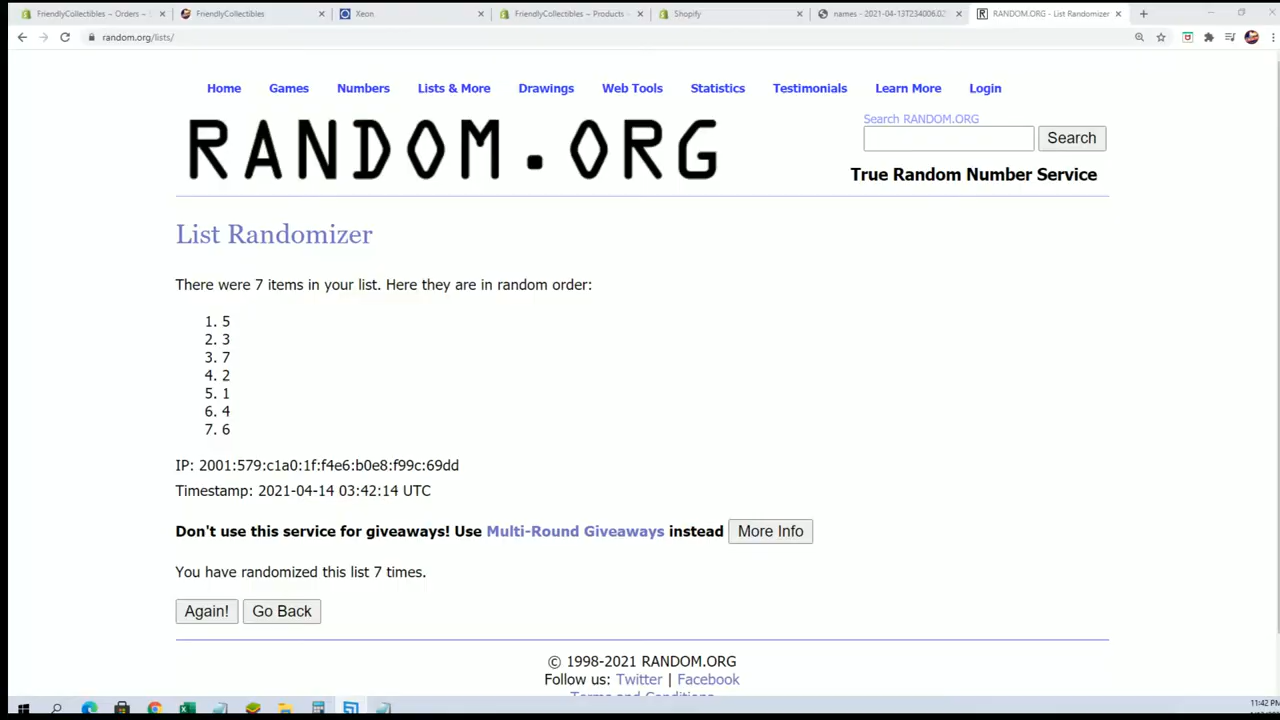 FriendlyCollectibles ~ Orders ~
FriendlyCollectibles
Xeon
FriendlyCollectibles ~ Products ~
Shopify
names - 2021-04-13T234006.02
RANDOM.ORG - List Randomizer
random.org/lists/
Home Games Numbers Lists & More Drawings Web Tools Statistics Testimonials Learn More Login
RANDOM.ORG
Search RANDOM.ORG
Search
True Random Number Service
List Randomizer
There were 7 items in your list. Here they are in random order:
1. 5
2. 3
3. 7
4. 2
5. 1
6. 4
7. 6
IP: 2001:579:c1a0:1f:f4e6:b0e8:f99c:69dd
Timestamp: 2021-04-14 03:42:14 UTC
Don't use this service for giveaways! Use Multi-Round Giveaways instead More Info
You have randomized this list 7 times.
Again! Go Back
© 1998-2021 RANDOM.ORG
Follow us: Twitter | Facebook
Terms and Conditions
11:42 PM